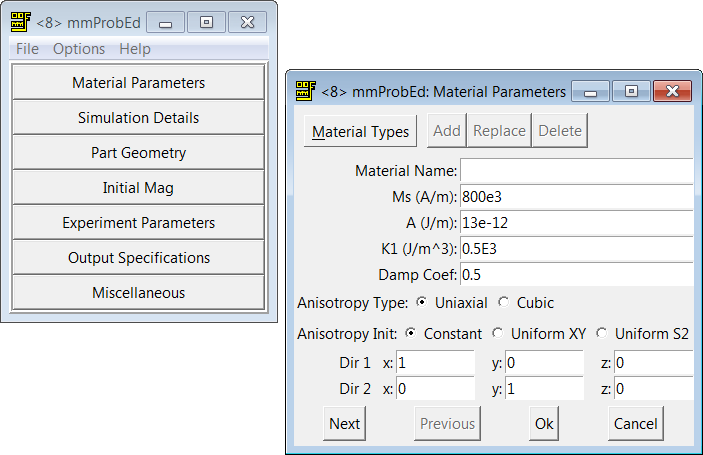 <8> mmProbEd
File Options Help
Material Parameters
Simulation Details
Part Geometry
Initial Mag
Experiment Parameters
Output Specifications
Miscellaneous
<8> mmProbEd: Material Parameters
Material Types Add Replace Delete
Material Name:
Ms (A/m): 800e3
A (J/m): 13e-12
K1 (J/m^3): 0.5E3
Damp Coef: 0.5
Anisotropy Type: Uniaxial Cubic
Anisotropy Init: Constant Uniform XY Uniform S2
Dir 1 x: 1 y: 0 z: 0
Dir 2 x: 0 y: 1 z: 0
Next Previous Ok Cancel